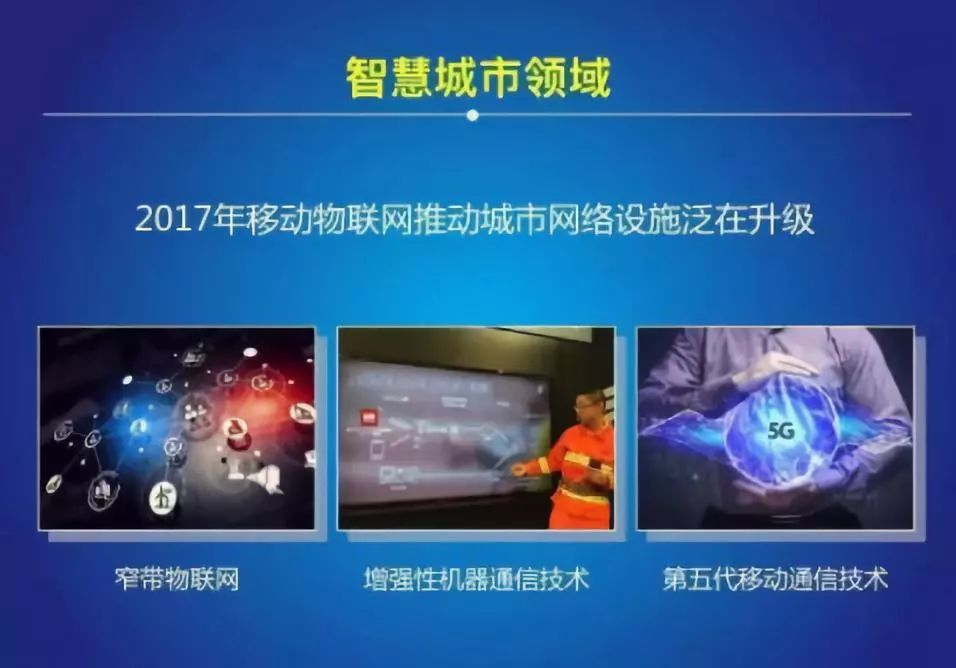 智慧城市领域
2017年移动物联网推动城市网络设施泛在升级
5G
窄带物联网
增强性机器通信技术
第五代移动通信技术